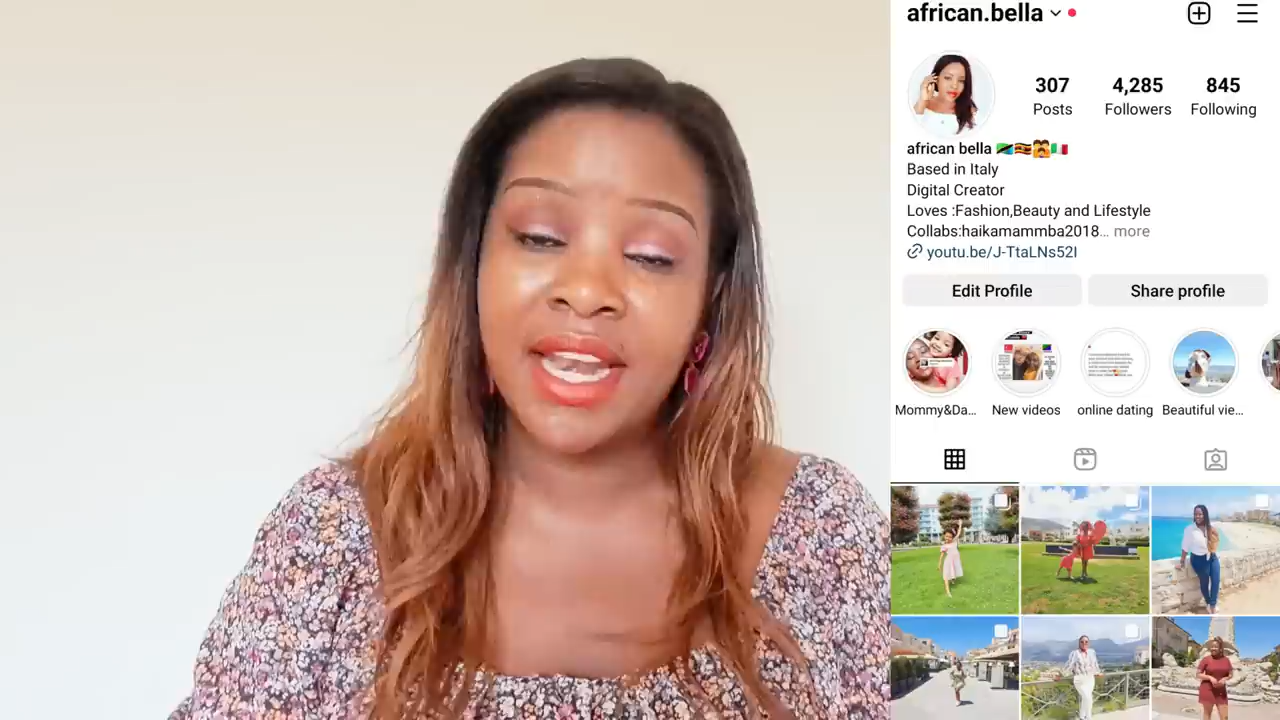 african.bella
307 4,285 845
Posts Followers Following
african bella 🇹🇿🇺🇬👩‍❤️‍👨🇮🇹
Based in Italy
Digital Creator
Loves :Fashion,Beauty and Lifestyle
Collabs:haikamammba2018… more
youtu.be/J-TtaLNs52I
Edit Profile Share profile
Mommy&Da… New videos online dating Beautiful vie…